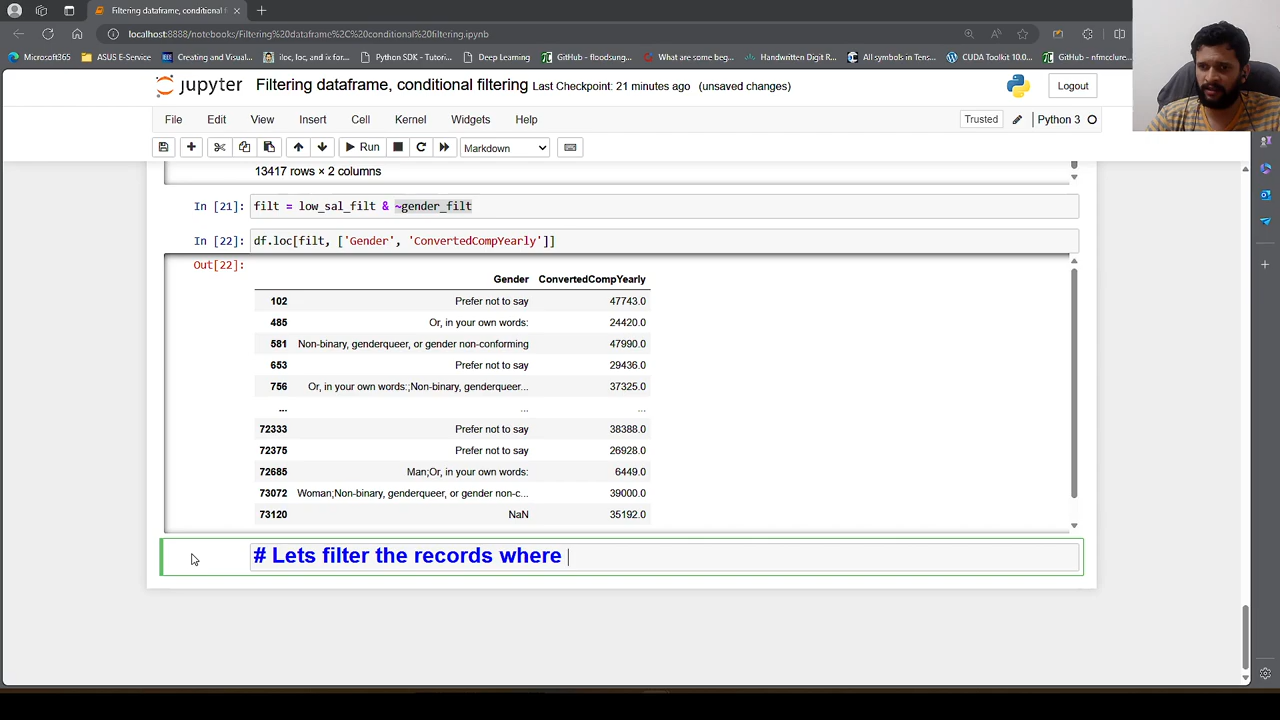 Filtering dataframe, conditional f
localhost:8888/notebooks/Filtering%20dataframe%2C%20conditional%20filtering.ipynb
Microsoft365
ASUS E-Service
Creating and Visual...
iloc, loc, and in for...
Python SDK - Tutori...
Deep Learning
GitHub - floodsung...
What are some beg...
Handwritten Digit R...
All symbols in Tens...
CUDA Toolkit 10.0
GitHub - nfmcclure...
jupyter Filtering dataframe, conditional filtering Last Checkpoint: 21 minutes ago (unsaved changes)
Logout
File Edit View Insert Cell Kernel Widgets Help
Trusted Python 3
Run Markdown
13417 rows × 2 columns
In [21]: filt = low_sal_filt & ~gender_filt
In [22]: df.loc[filt, ['Gender', 'ConvertedCompYearly']]
Out[22]:
Gender ConvertedCompYearly
102 Prefer not to say 47743.0
485 Or, in your own words: 24420.0
581 Non-binary, genderqueer, or gender non-conforming 47990.0
653 Prefer not to say 29436.0
756 Or, in your own words:;Non-binary, genderqueer... 37325.0
... ... ...
72333 Prefer not to say 38388.0
72375 Prefer not to say 26928.0
72685 Man;Or, in your own words: 6449.0
73072 Woman;Non-binary, genderqueer, or gender non-c... 39000.0
73120 NaN 35192.0
# Lets filter the records where